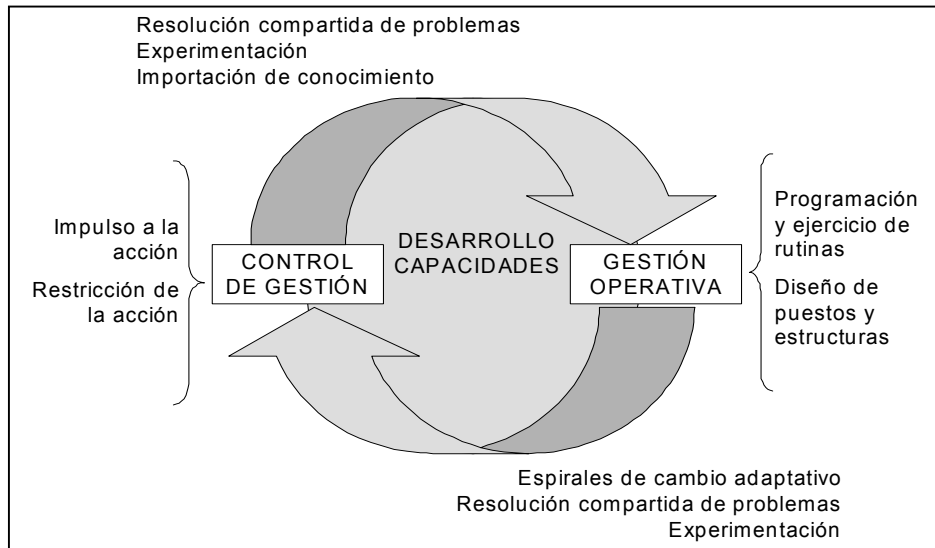 Resolución compartida de problemas
Experimentación
Importación de conocimiento
Impulso a la
acción
Restricción de
la acción
CONTROL
DE GESTIÓN
DESARROLLO
CAPACIDADES
GESTIÓN
OPERATIVA
Programación
y ejercicio de
rutinas
Diseño de
puestos y
estructuras
Espirales de cambio adaptativo
Resolución compartida de problemas
Experimentación